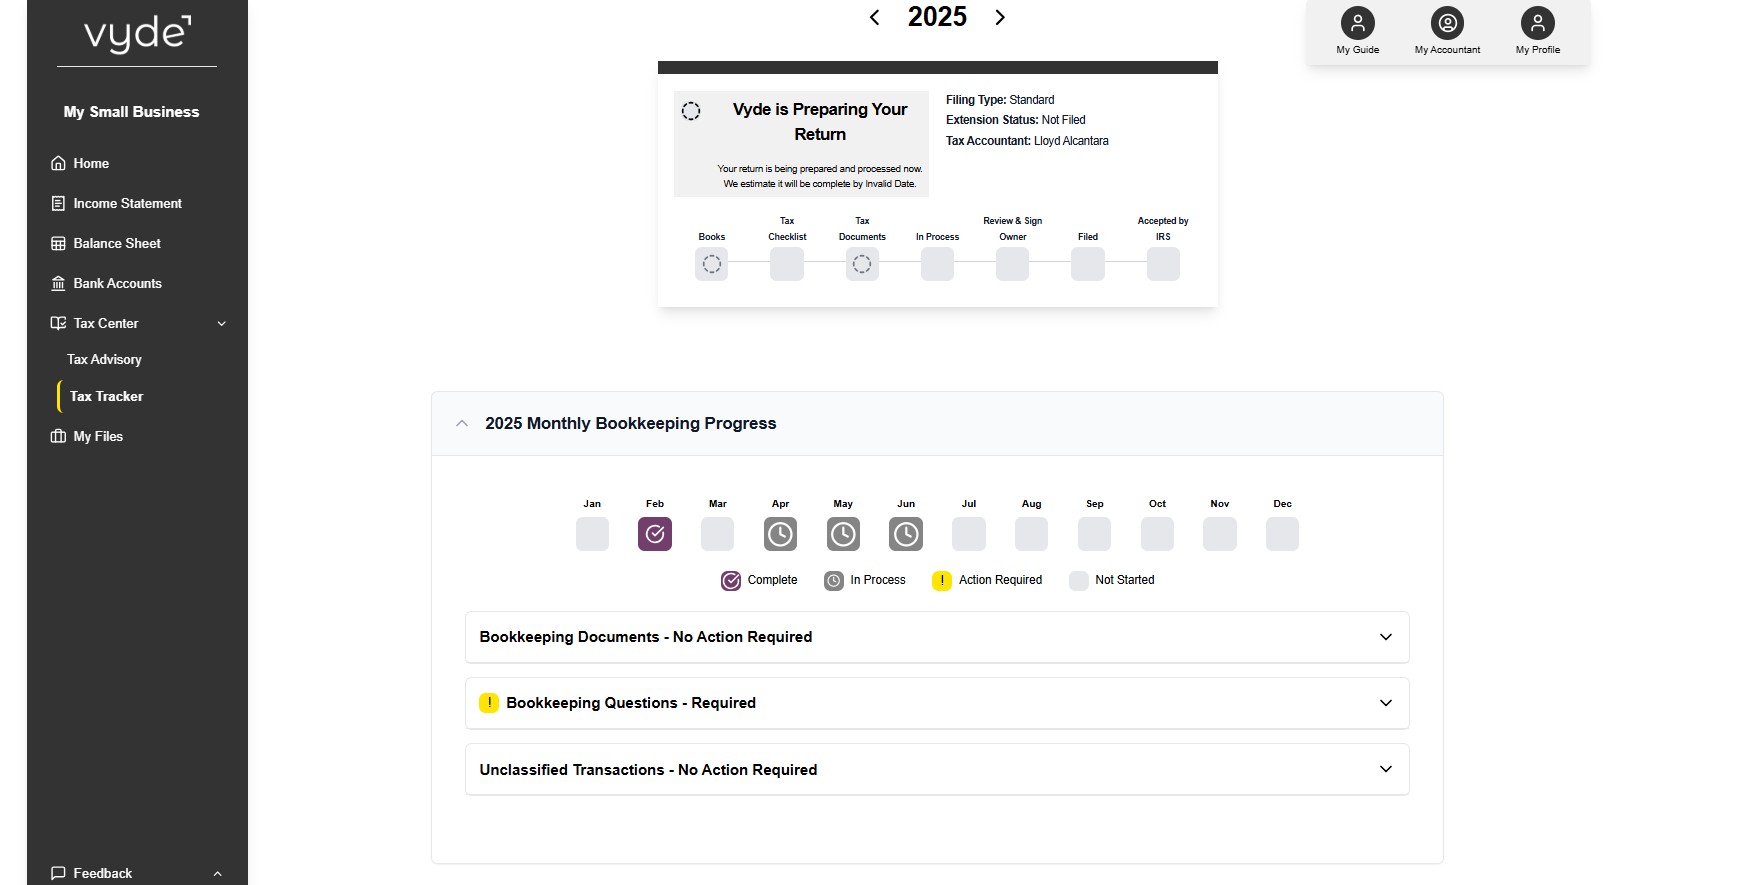 vyde
My Small Business
Home
Income Statement
Balance Sheet
Bank Accounts
Tax Center
Tax Advisory
Tax Tracker
My Files
Feedback
2025
My Guide
My Accountant
My Profile
Vyde is Preparing Your
Return
Your return is being prepared and processed now.
We estimate it will be complete by Invalid Date.
Filing Type: Standard
Extension Status: Not Filed
Tax Accountant: Lloyd Alcantara
Books
Tax
Checklist
Tax
Documents
In Process
Review & Sign
Owner
Filed
Accepted by
IRS
2025 Monthly Bookkeeping Progress
Jan Feb Mar Apr May Jun Jul Aug Sep Oct Nov Dec
Complete In Process ! Action Required Not Started
Bookkeeping Documents - No Action Required
! Bookkeeping Questions - Required
Unclassified Transactions - No Action Required